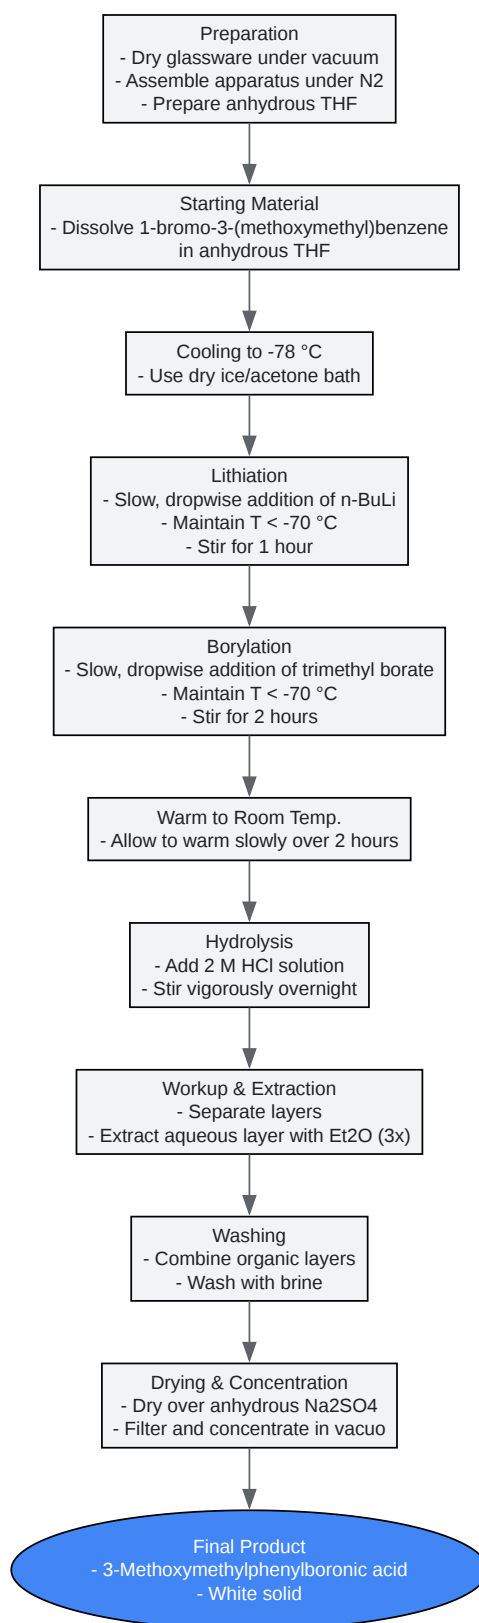 Preparation
- Dry glassware under vacuum
- Assemble apparatus under N2
- Prepare anhydrous THF
Starting Material
- Dissolve 1-bromo-3-(methoxymethyl)benzene
in anhydrous THF
Cooling to -78 °C
- Use dry ice/acetone bath
Lithiation
- Slow, dropwise addition of n-BuLi
- Maintain T < -70 °C
- Stir for 1 hour
Borylation
- Slow, dropwise addition of trimethyl borate
- Maintain T < -70 °C
- Stir for 2 hours
Warm to Room Temp.
- Allow to warm slowly over 2 hours
Hydrolysis
- Add 2 M HCl solution
- Stir vigorously overnight
Workup & Extraction
- Separate layers
- Extract aqueous layer with Et2O (3x)
Washing
- Combine organic layers
- Wash with brine
Drying & Concentration
- Dry over anhydrous Na2SO4
- Filter and concentrate in vacuo
Final Product
- 3-Methoxymethylphenylboronic acid
- White solid